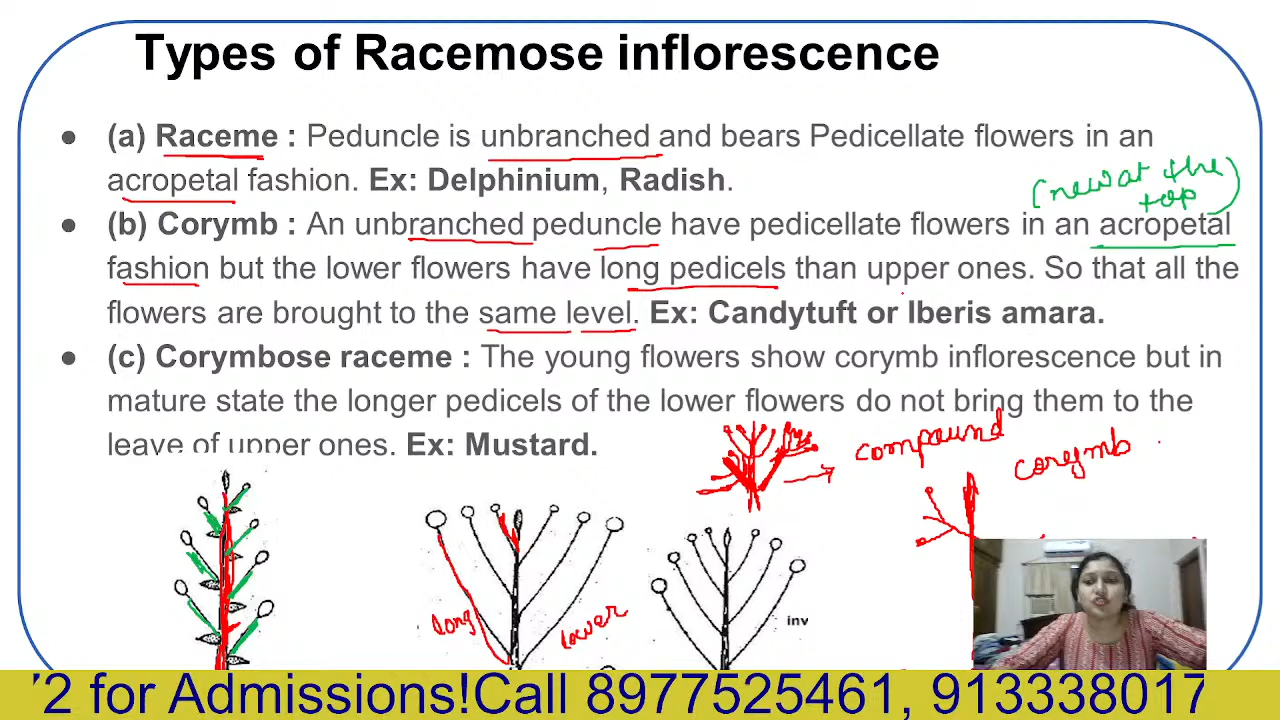 Types of Racemose inflorescence
● (a) Raceme : Peduncle is unbranched and bears Pedicellate flowers in an
acropetal fashion. Ex: Delphinium, Radish.
(new at the
top)
● (b) Corymb : An unbranched peduncle have pedicellate flowers in an acropetal
fashion but the lower flowers have long pedicels than upper ones. So that all the
flowers are brought to the same level. Ex: Candytuft or Iberis amara.
● (c) Corymbose raceme : The young flowers show corymb inflorescence but in
mature state the longer pedicels of the lower flowers do not bring them to the
leave of upper ones. Ex: Mustard.
compaund
corymb
long
lower
inv
72 for Admissions!Call 8977525461, 913338017